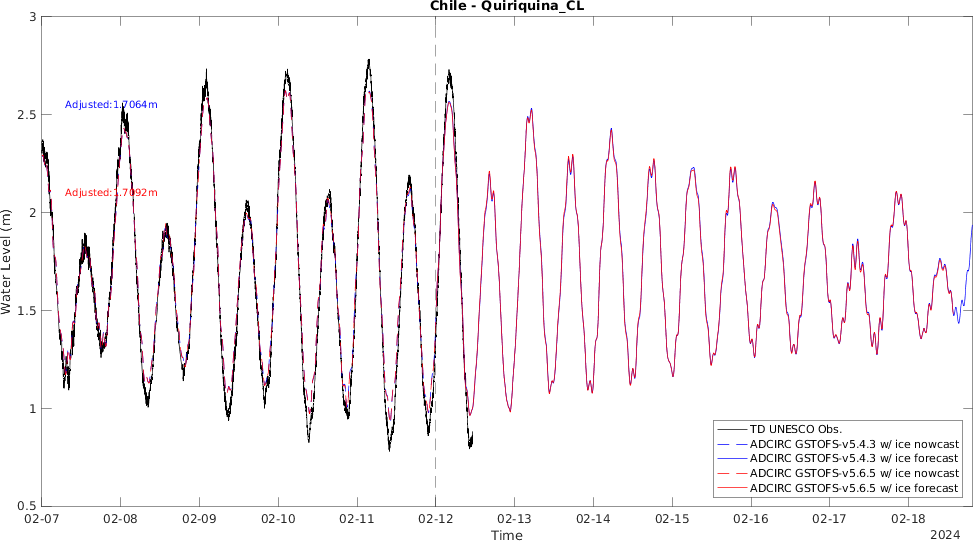 Chile - Quiriquina_CL
3
2.5
2
1.5
1
0.5
Water Level (m)
Adjusted:1.7064m
Adjusted:1.7092m
TD UNESCO Obs.
ADCIRC GSTOFS-v5.4.3 w/ ice nowcast
ADCIRC GSTOFS-v5.4.3 w/ ice forecast
ADCIRC GSTOFS-v5.6.5 w/ ice nowcast
ADCIRC GSTOFS-v5.6.5 w/ ice forecast
02-07 02-08 02-09 02-10 02-11 02-12 02-13 02-14 02-15 02-16 02-17 02-18
Time
2024